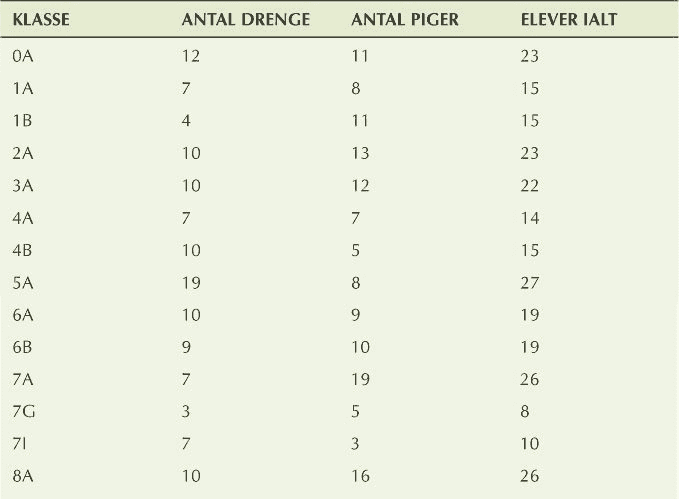 KLASSE ANTAL DRENGE ANTAL PIGER ELEVER IALT
0A 12 11 23
1A 7 8 15
1B 4 11 15
2A 10 13 23
3A 10 12 22
4A 7 7 14
4B 10 5 15
5A 19 8 27
6A 10 9 19
6B 9 10 19
7A 7 19 26
7G 3 5 8
7I 7 3 10
8A 10 16 26